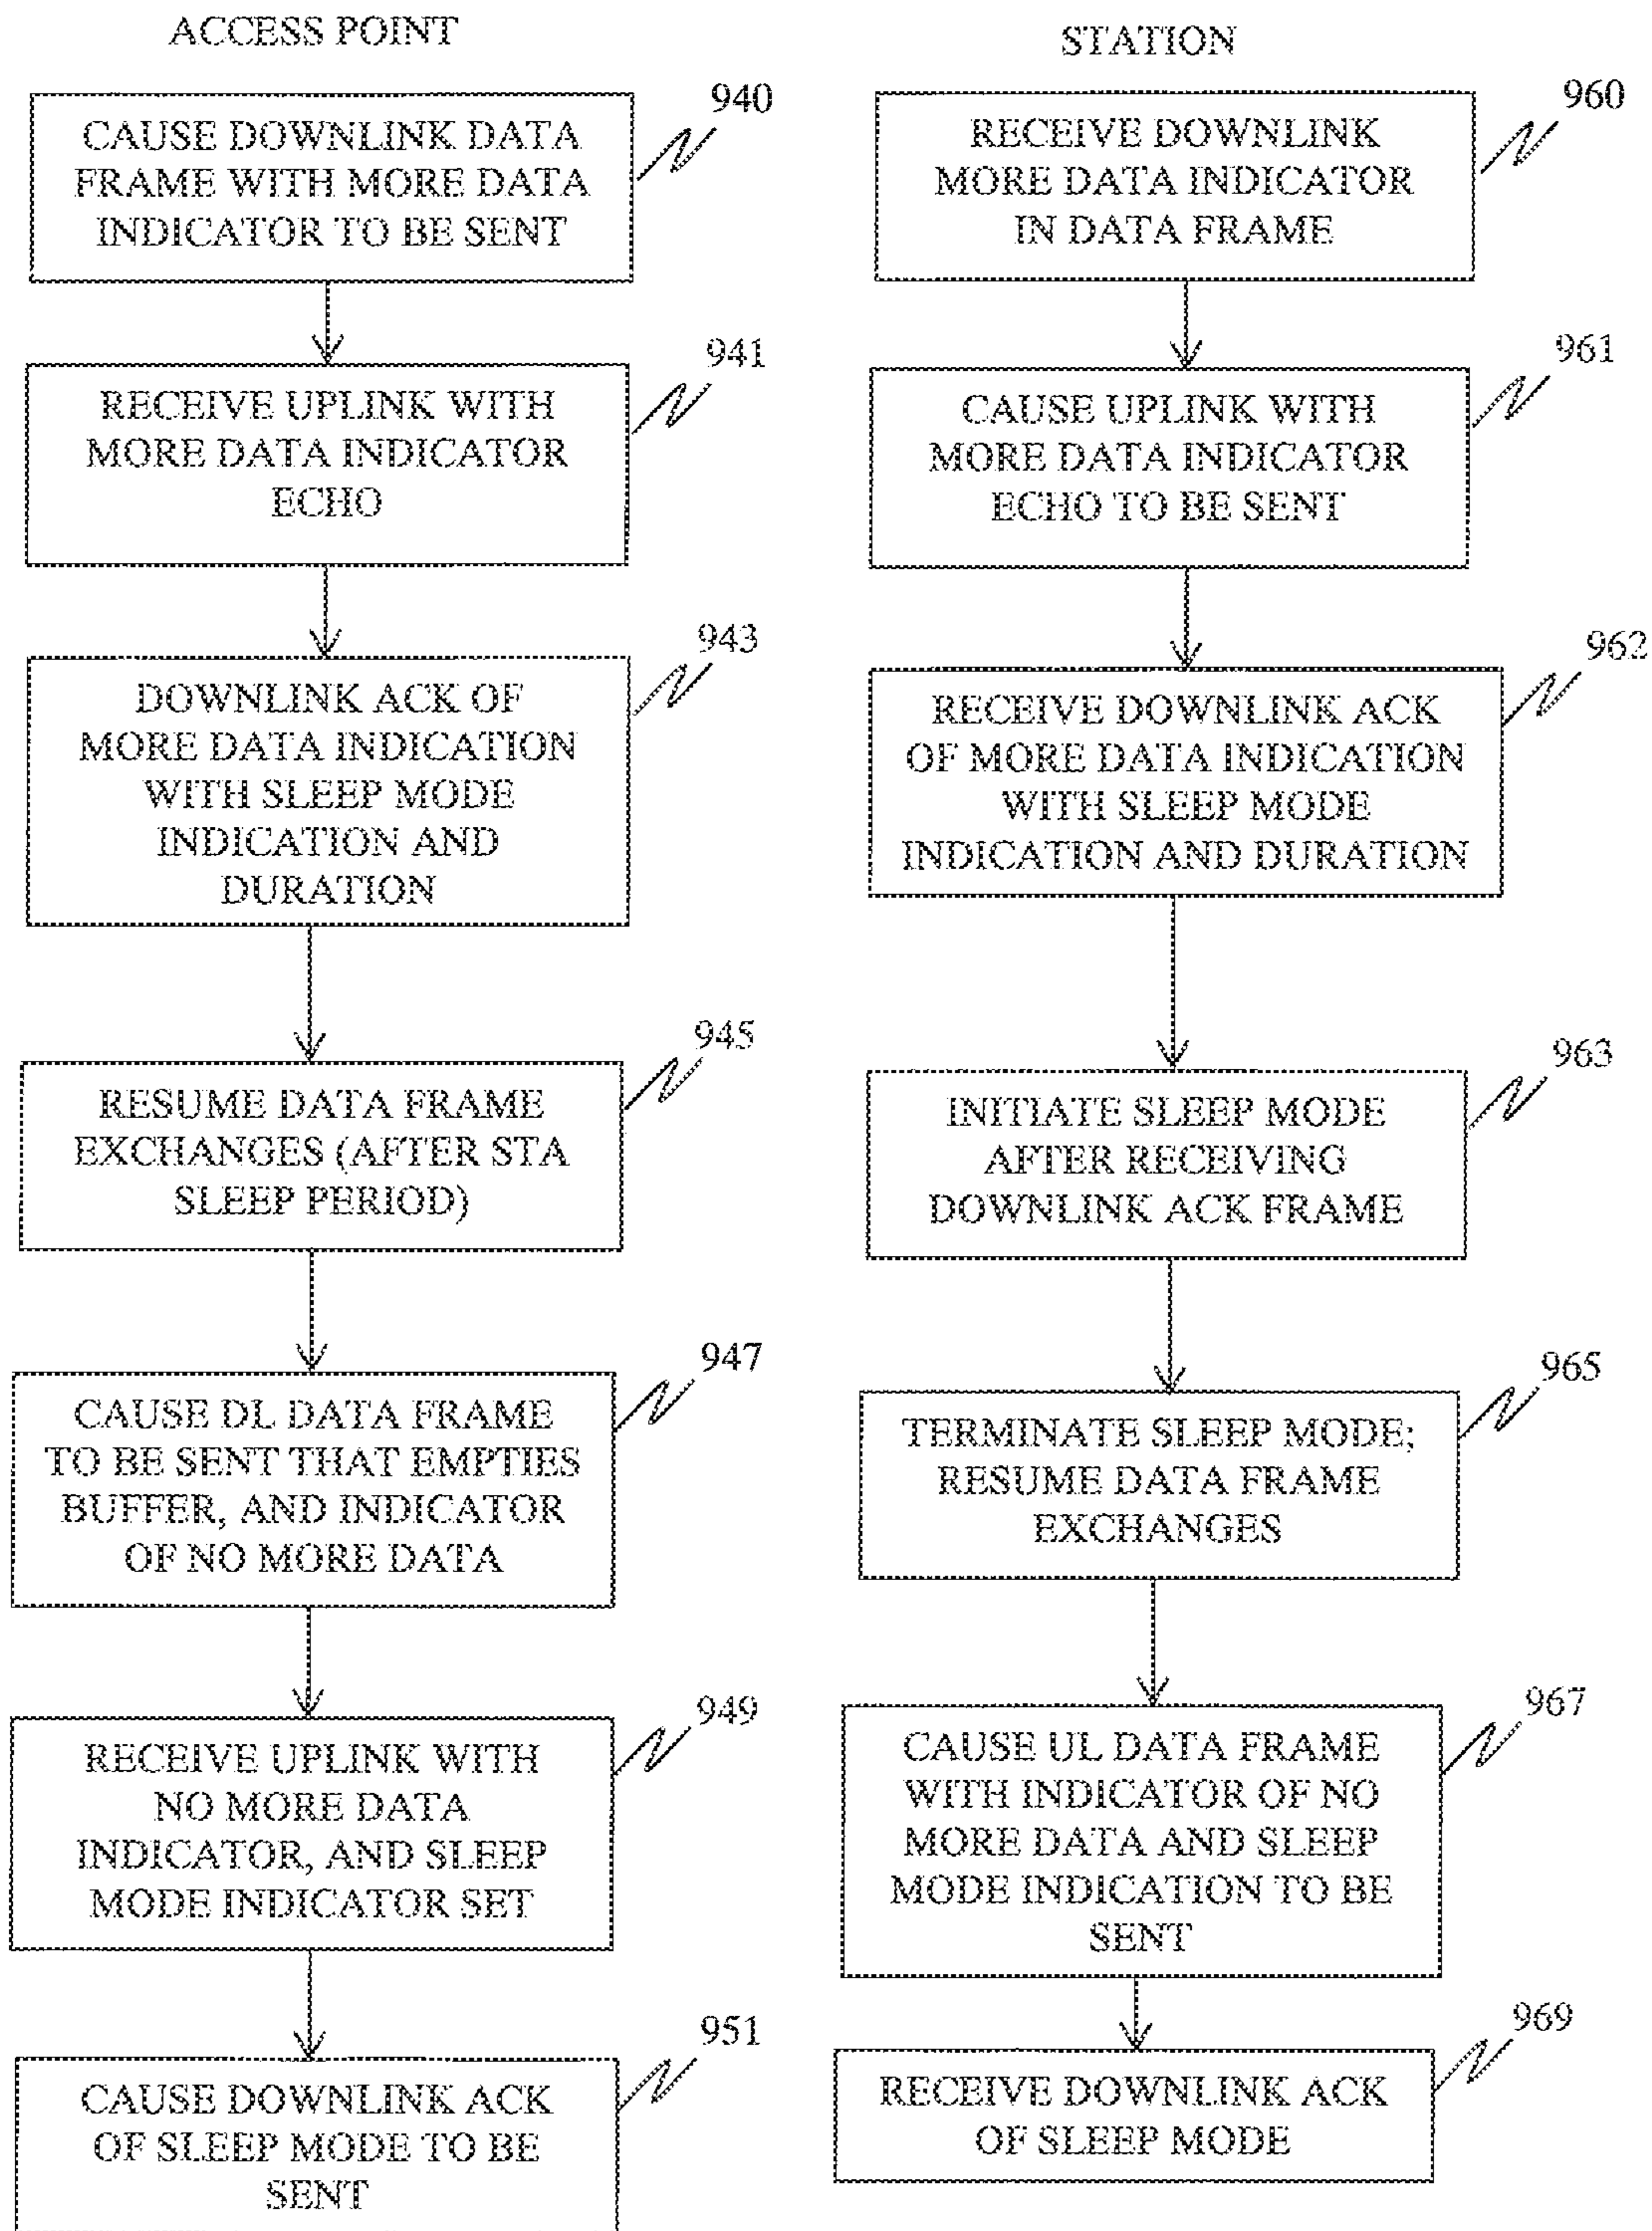 ACCESS POINT
940
CAUSE DOWNLINK DATA
FRAME WITH MORE DATA
INDICATOR TO BE SENT
941
RECEIVE UPLINK WITH
MORE DATA INDICATOR
ECHO
943
DOWNLINK ACK OF
MORE DATA INDICATION
WITH SLEEP MODE
INDICATION AND
DURATION
945
RESUME DATA FRAME
EXCHANGES (AFTER STA
SLEEP PERIOD)
947
CAUSE DL DATA FRAME
TO BE SENT THAT EMPTIES
BUFFER, AND INDICATOR
OF NO MORE DATA
949
RECEIVE UPLINK WITH
NO MORE DATA
INDICATOR, AND SLEEP
MODE INDICATOR SET
951
CAUSE DOWNLINK ACK
OF SLEEP MODE TO BE
SENT
STATION
960
RECEIVE DOWNLINK
MORE DATA INDICATOR
IN DATA FRAME
961
CAUSE UPLINK WITH
MORE DATA INDICATOR
ECHO TO BE SENT
962
RECEIVE DOWNLINK ACK
OF MORE DATA INDICATION
WITH SLEEP MODE
INDICATION AND DURATION
963
INITIATE SLEEP MODE
AFTER RECEIVING
DOWNLINK ACK FRAME
965
TERMINATE SLEEP MODE;
RESUME DATA FRAME
EXCHANGES
967
CAUSE UL DATA FRAME
WITH INDICATOR OF NO
MORE DATA AND SLEEP
MODE INDICATION TO BE
SENT
969
RECEIVE DOWNLINK ACK
OF SLEEP MODE